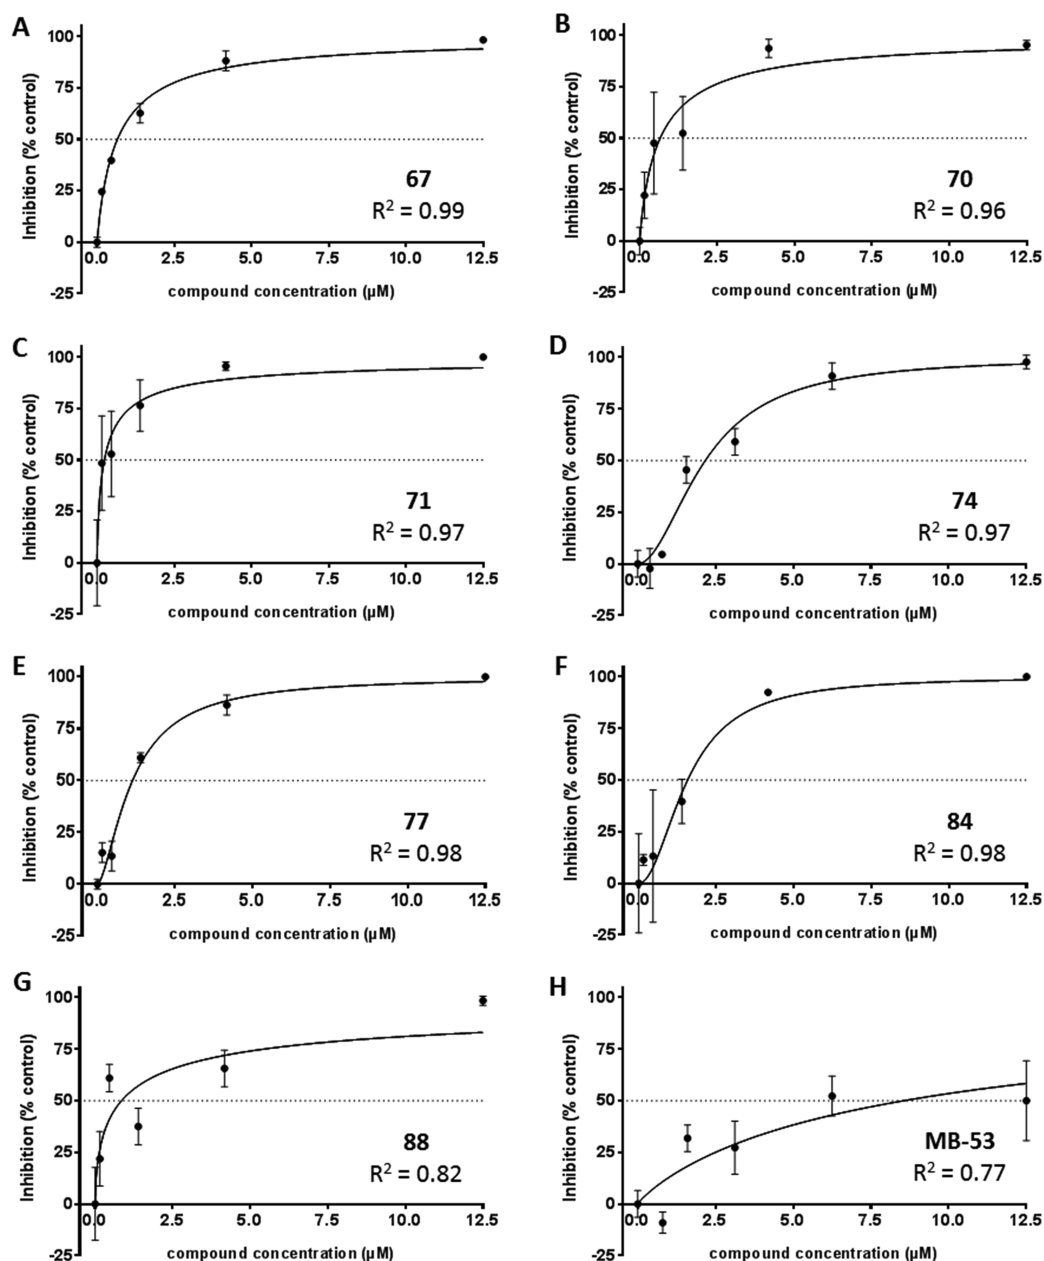 A
100
75
50
25
0
-25
Inhibition (% control)
67
R² = 0.99
0.0 2.5 5.0 7.5 10.0 12.5
compound concentration (µM)
B
100
75
50
25
0
-25
Inhibition (% control)
70
R² = 0.96
0.0 2.5 5.0 7.5 10.0 12.5
compound concentration (µM)
C
100
75
50
25
0
-25
Inhibition (% control)
71
R² = 0.97
0.0 2.5 5.0 7.5 10.0 12.5
compound concentration (µM)
D
100
75
50
25
0
-25
Inhibition (% control)
74
R² = 0.97
0.0 2.5 5.0 7.5 10.0 12.5
compound concentration (µM)
E
100
75
50
25
0
-25
Inhibition (% control)
77
R² = 0.98
0.0 2.5 5.0 7.5 10.0 12.5
compound concentration (µM)
F
100
75
50
25
0
-25
Inhibition (% control)
84
R² = 0.98
0.0 2.5 5.0 7.5 10.0 12.5
compound concentration (µM)
G
100
75
50
25
0
-25
Inhibition (% control)
88
R² = 0.82
0.0 2.5 5.0 7.5 10.0 12.5
compound concentration (µM)
H
100
75
50
25
0
-25
Inhibition (% control)
MB-53
R² = 0.77
0.0 2.5 5.0 7.5 10.0 12.5
compound concentration (µM)